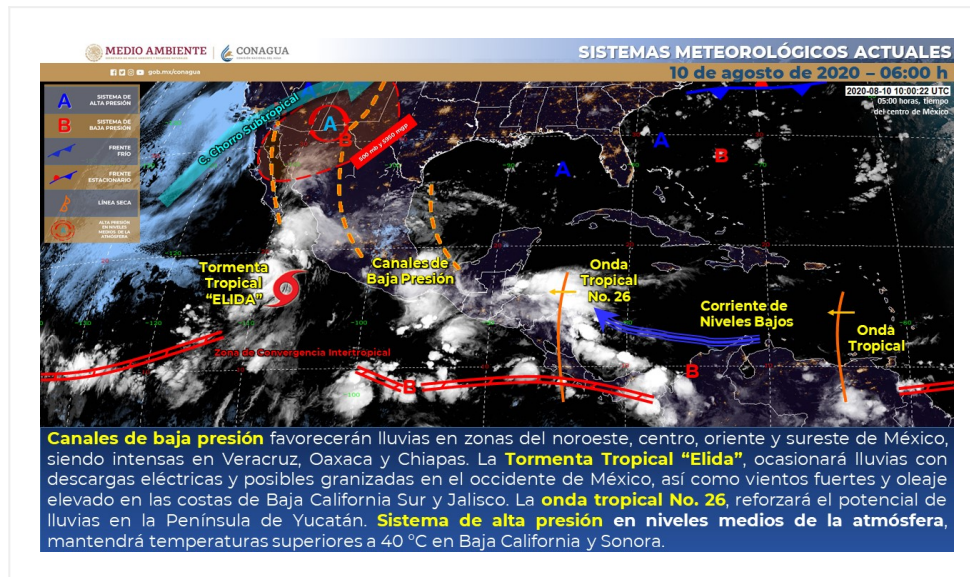 MEDIO AMBIENTE
CONAGUA
SISTEMAS METEOROLÓGICOS ACTUALES
gob.mx/conagua
10 de agosto de 2020 – 06:00 h
2020-08-10 10:00:22 UTC
05:00 horas, tiempo
del centro de México
A
SISTEMA DE
ALTA PRESIÓN
B
SISTEMA DE
BAJA PRESIÓN
FRENTE
FRÍO
FRENTE
ESTACIONARIO
LÍNEA SECA
ALTA PRESIÓN
EN NIVELES
MEDIOS DE LA
ATMÓSFERA
C. Chorro Subtropical
A
B
500 mb y 5950 mgp
A
A
B
Tormenta
Tropical
"ELIDA"
Canales de
Baja Presión
Onda
Tropical
No. 26
Corriente de
Niveles Bajos
Onda
Tropical
Zona de Convergencia Intertropical
B
B
Canales de baja presión favorecerán lluvias en zonas del noroeste, centro, oriente y sureste de México,
siendo intensas en Veracruz, Oaxaca y Chiapas. La Tormenta Tropical "Elida", ocasionará lluvias con
descargas eléctricas y posibles granizadas en el occidente de México, así como vientos fuertes y oleaje
elevado en las costas de Baja California Sur y Jalisco. La onda tropical No. 26, reforzará el potencial de
lluvias en la Península de Yucatán. Sistema de alta presión en niveles medios de la atmósfera,
mantendrá temperaturas superiores a 40 °C en Baja California y Sonora.